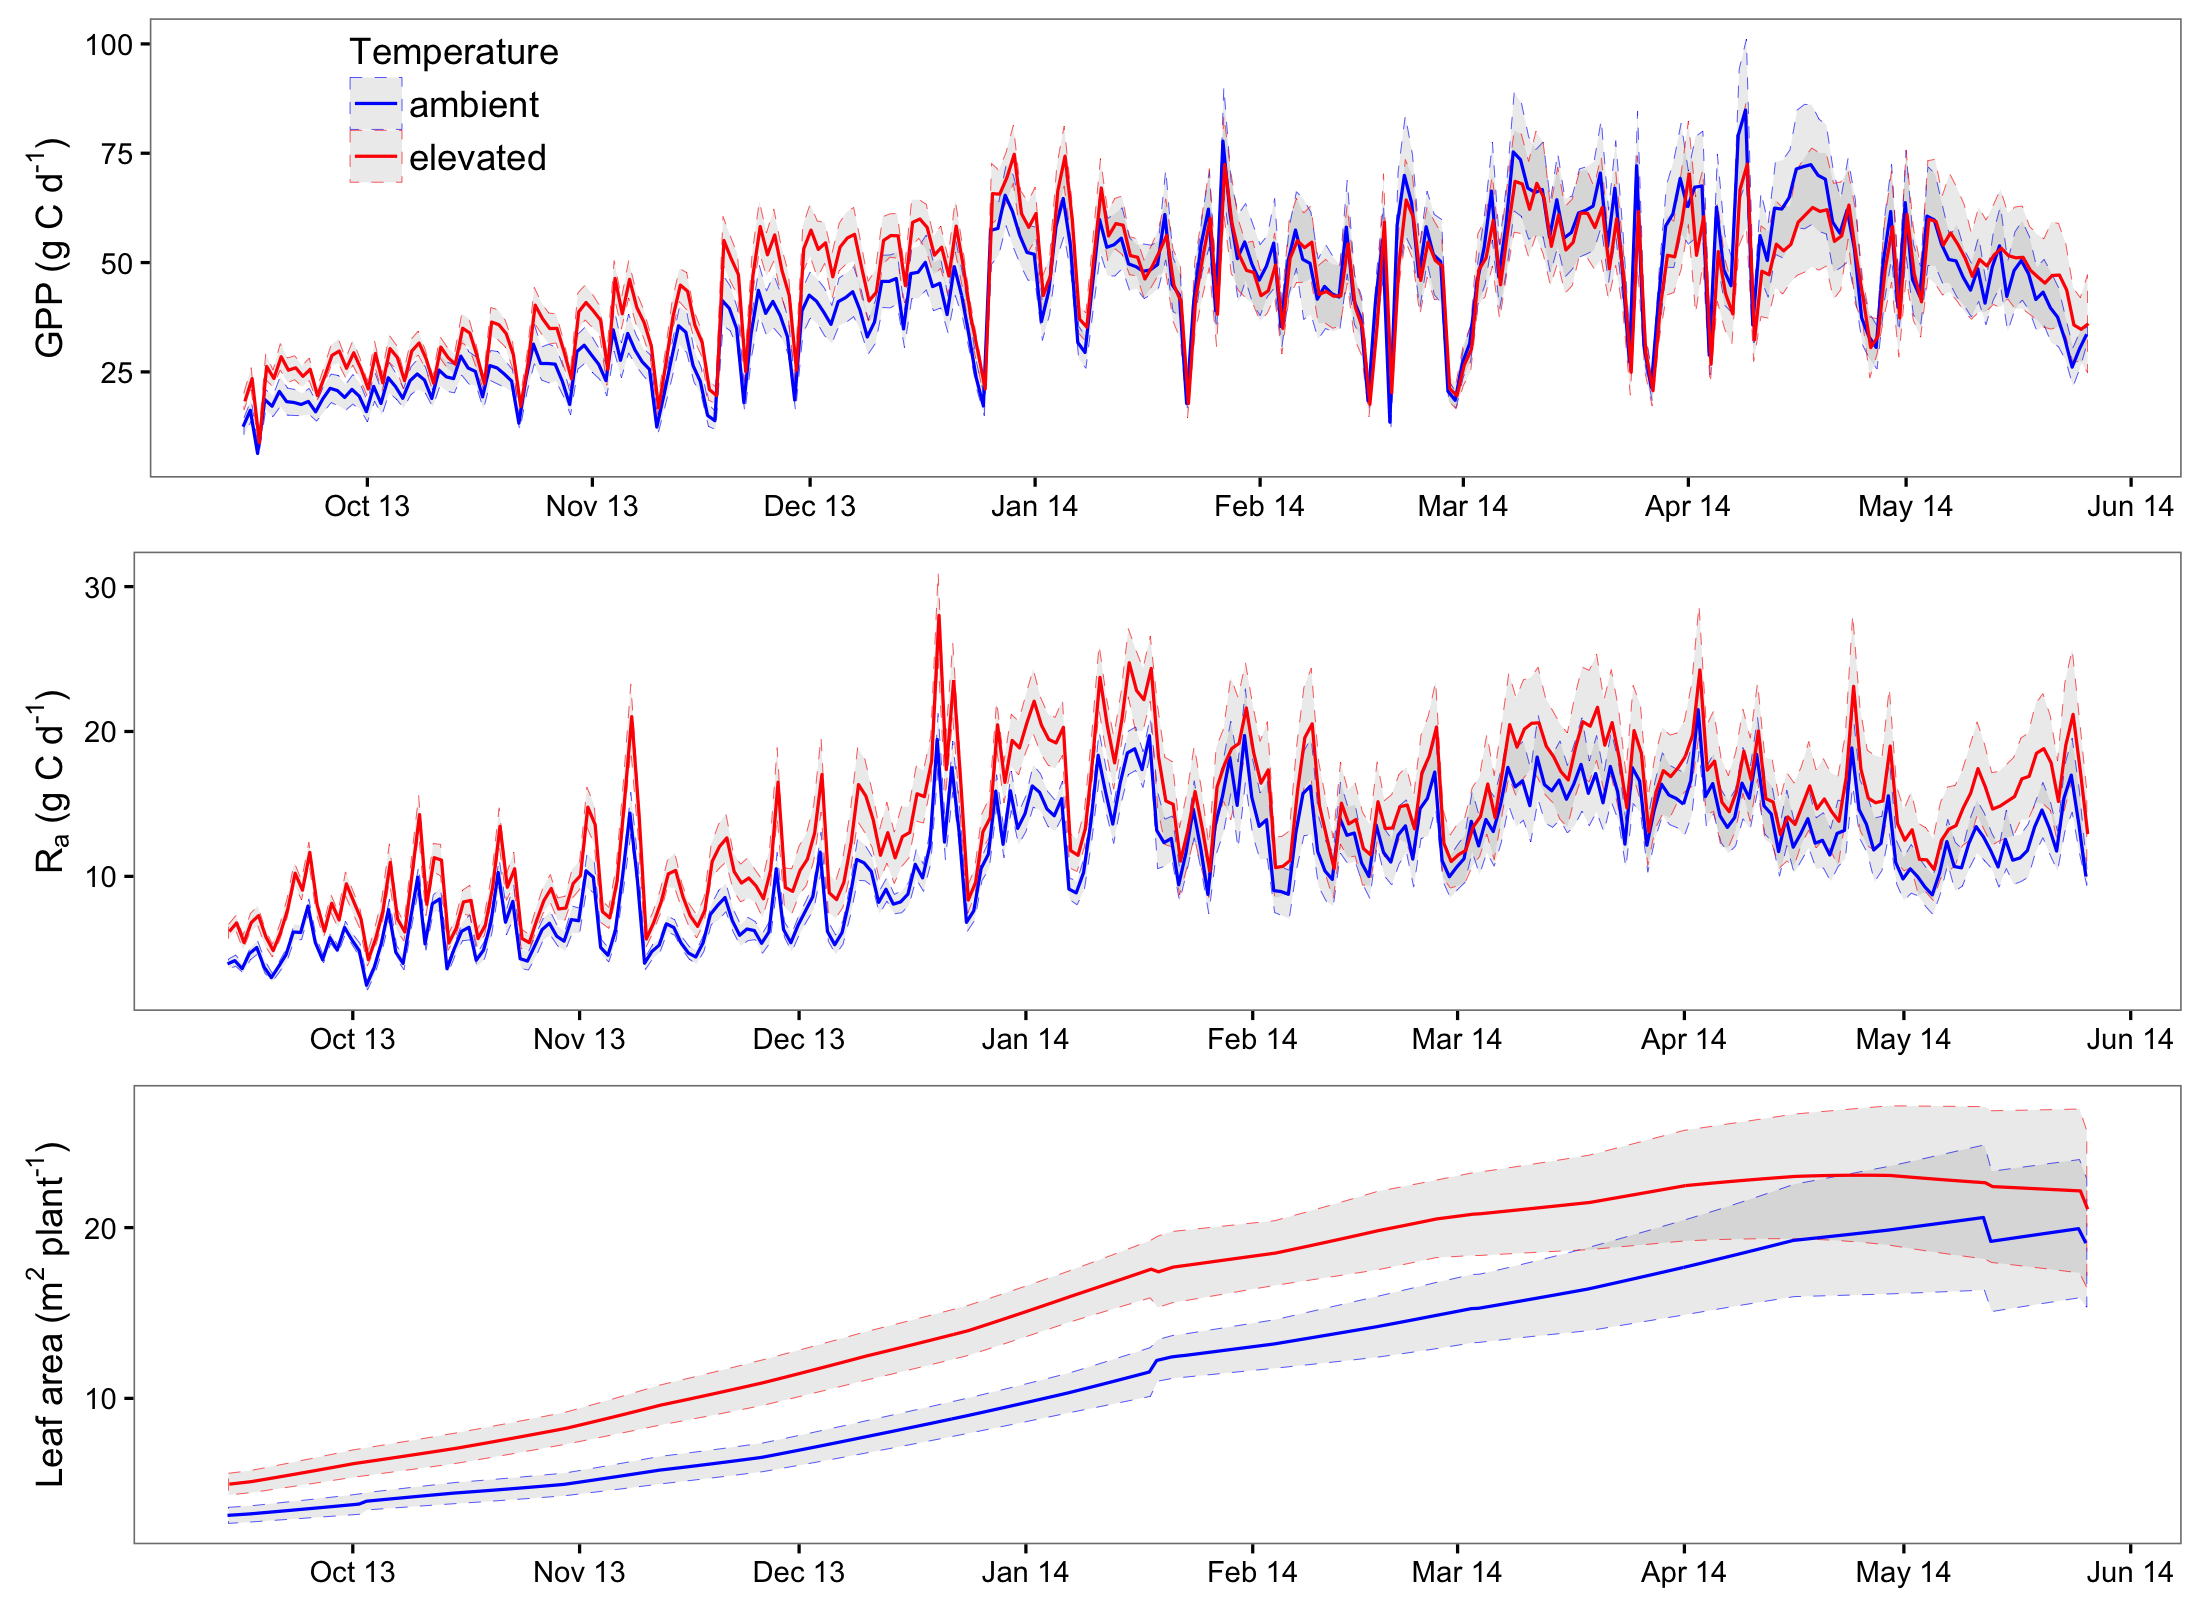 Temperature
ambient
elevated
GPP (g C d⁻¹)
100
75
50
25
Oct 13 Nov 13 Dec 13 Jan 14 Feb 14 Mar 14 Apr 14 May 14 Jun 14
Rₐ (g C d⁻¹)
30
20
10
Oct 13 Nov 13 Dec 13 Jan 14 Feb 14 Mar 14 Apr 14 May 14 Jun 14
Leaf area (m² plant⁻¹)
20
10
Oct 13 Nov 13 Dec 13 Jan 14 Feb 14 Mar 14 Apr 14 May 14 Jun 14